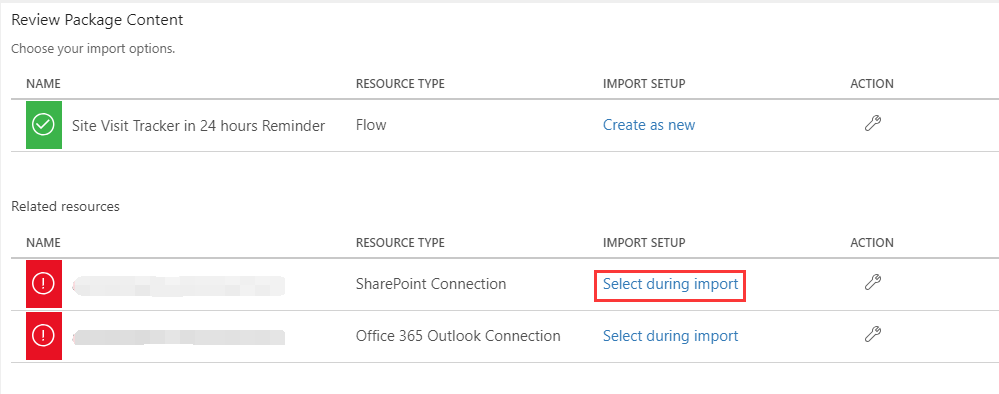 Review Package Content
Choose your import options.
NAME RESOURCE TYPE IMPORT SETUP ACTION
Site Visit Tracker in 24 hours Reminder Flow Create as new
Related resources
NAME RESOURCE TYPE IMPORT SETUP ACTION
SharePoint Connection Select during import
Office 365 Outlook Connection Select during import